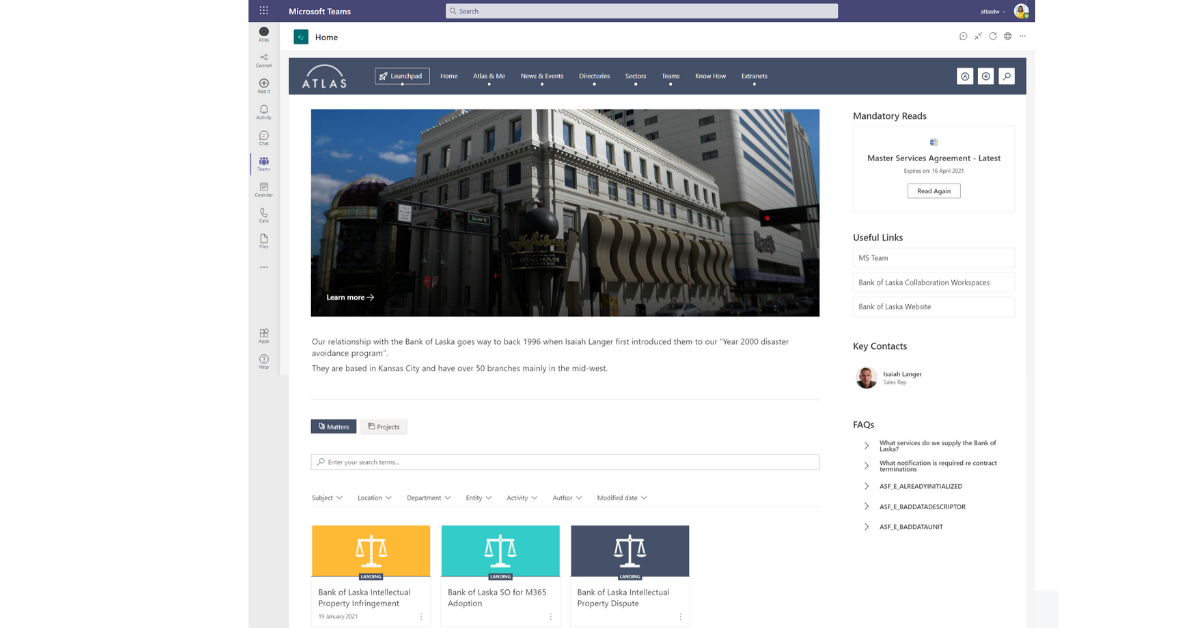 Microsoft Teams
Search
atlasdw
Atlas
ConneX
Add It
Activity
Chat
Teams
Calendar
Calls
Files
Apps
Help
Home
ATLAS
Launchpad
Home
Atlas & Me
News & Events
Directories
Sectors
Teams
Know How
Extranets
Learn more
Our relationship with the Bank of Laska goes way to back 1996 when Isaiah Langer first introduced them to our "Year 2000 disaster
avoidance program".
They are based in Kansas City and have over 50 branches mainly in the mid-west.
Matters
Projects
Enter your search terms...
Subject
Location
Department
Entity
Activity
Author
Modified date
LANDING
Bank of Laska Intellectual
Property Infringement
19 January 2021
LANDING
Bank of Laska SO for M365
Adoption
LANDING
Bank of Laska Intellectual
Property Dispute
Mandatory Reads
Master Services Agreement - Latest
Expires on: 16 April 2021
Read Again
Useful Links
MS Team
Bank of Laska Collaboration Workspaces
Bank of Laska Website
Key Contacts
Isaiah Langer
Sales Rep
FAQs
What services do we supply the Bank of
Laska?
What notification is required re contract
terminations
ASF_E_ALREADYINITIALIZED
ASF_E_BADDATADESCRIPTOR
ASF_E_BADDATAUNIT